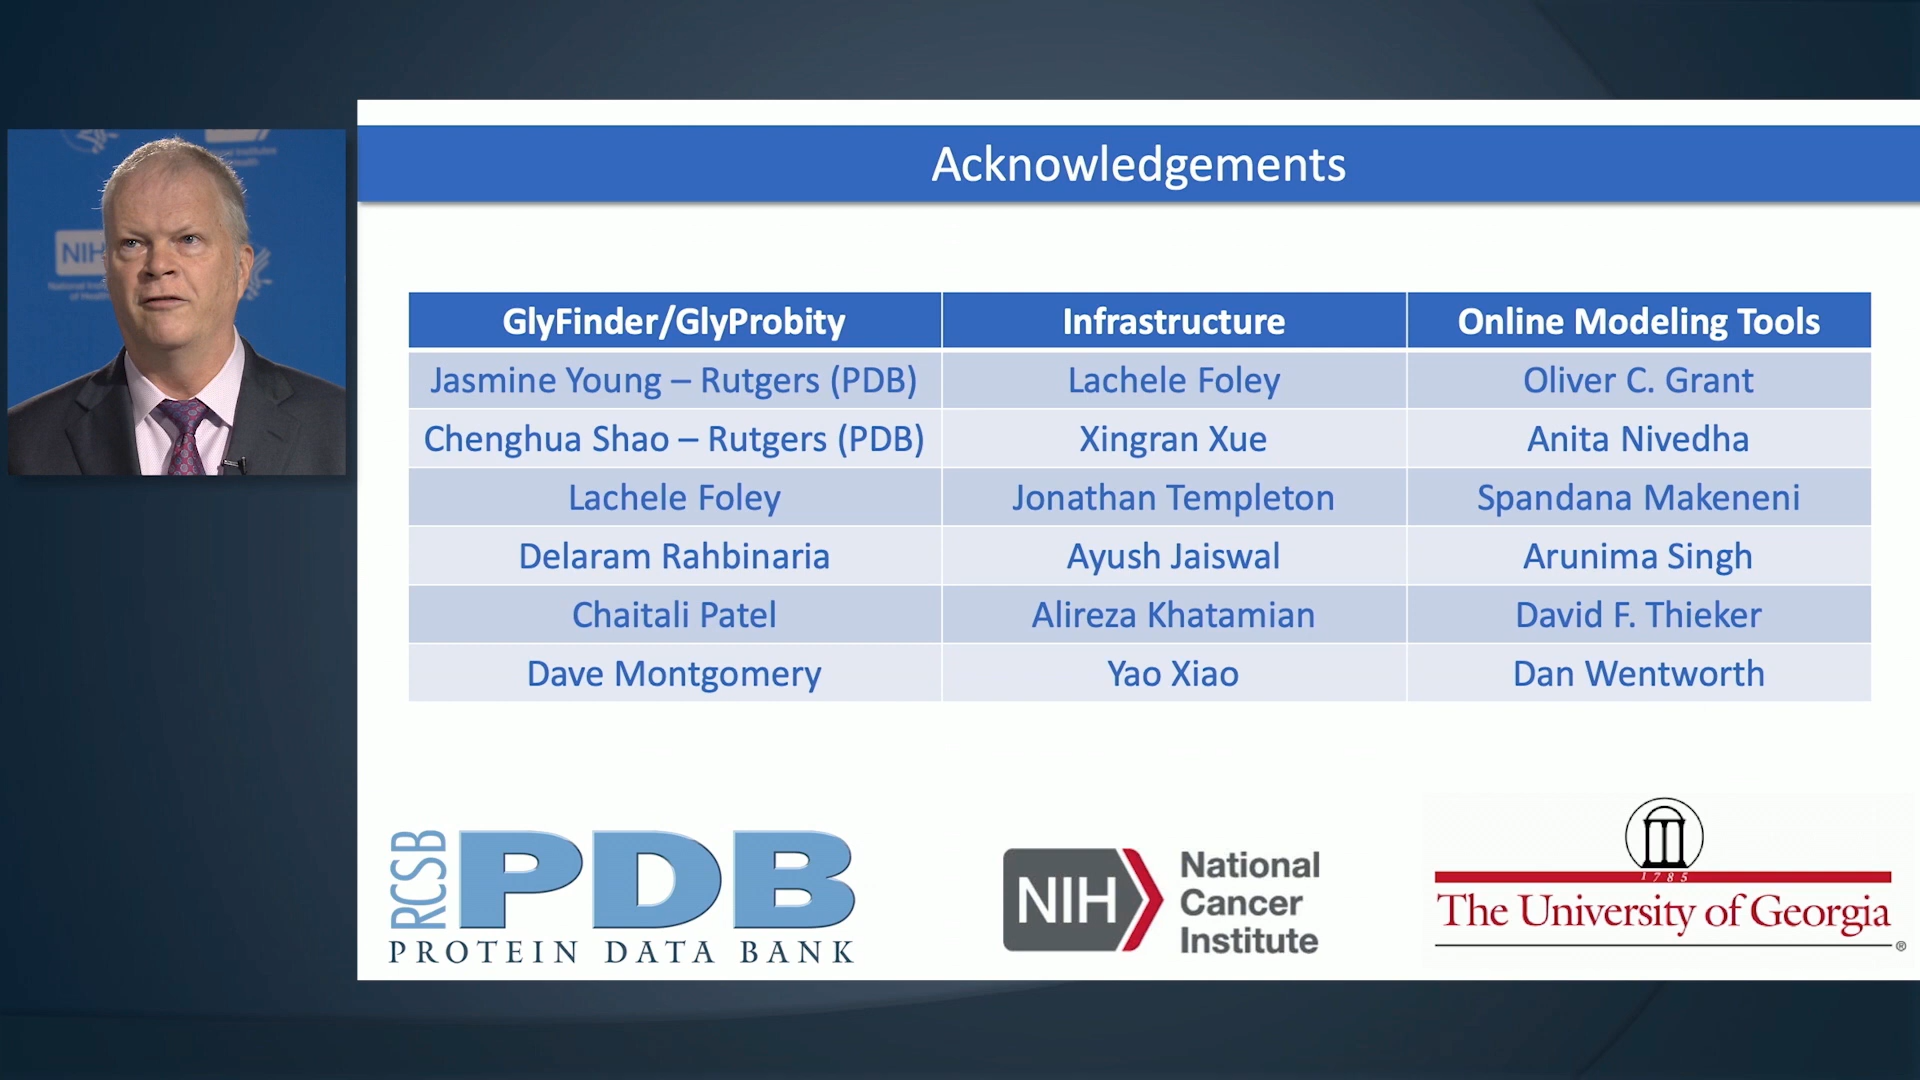 NIH
Acknowledgements
GlyFinder/GlyProbity Infrastructure Online Modeling Tools
Jasmine Young – Rutgers (PDB) Lachele Foley Oliver C. Grant
Chenghua Shao – Rutgers (PDB) Xingran Xue Anita Nivedha
Lachele Foley Jonathan Templeton Spandana Makeneni
Delaram Rahbinaria Ayush Jaiswal Arunima Singh
Chaitali Patel Alireza Khatamian David F. Thieker
Dave Montgomery Yao Xiao Dan Wentworth
RCSB PDB
PROTEIN DATA BANK
NIH
National
Cancer
Institute
1785
The University of Georgia
®